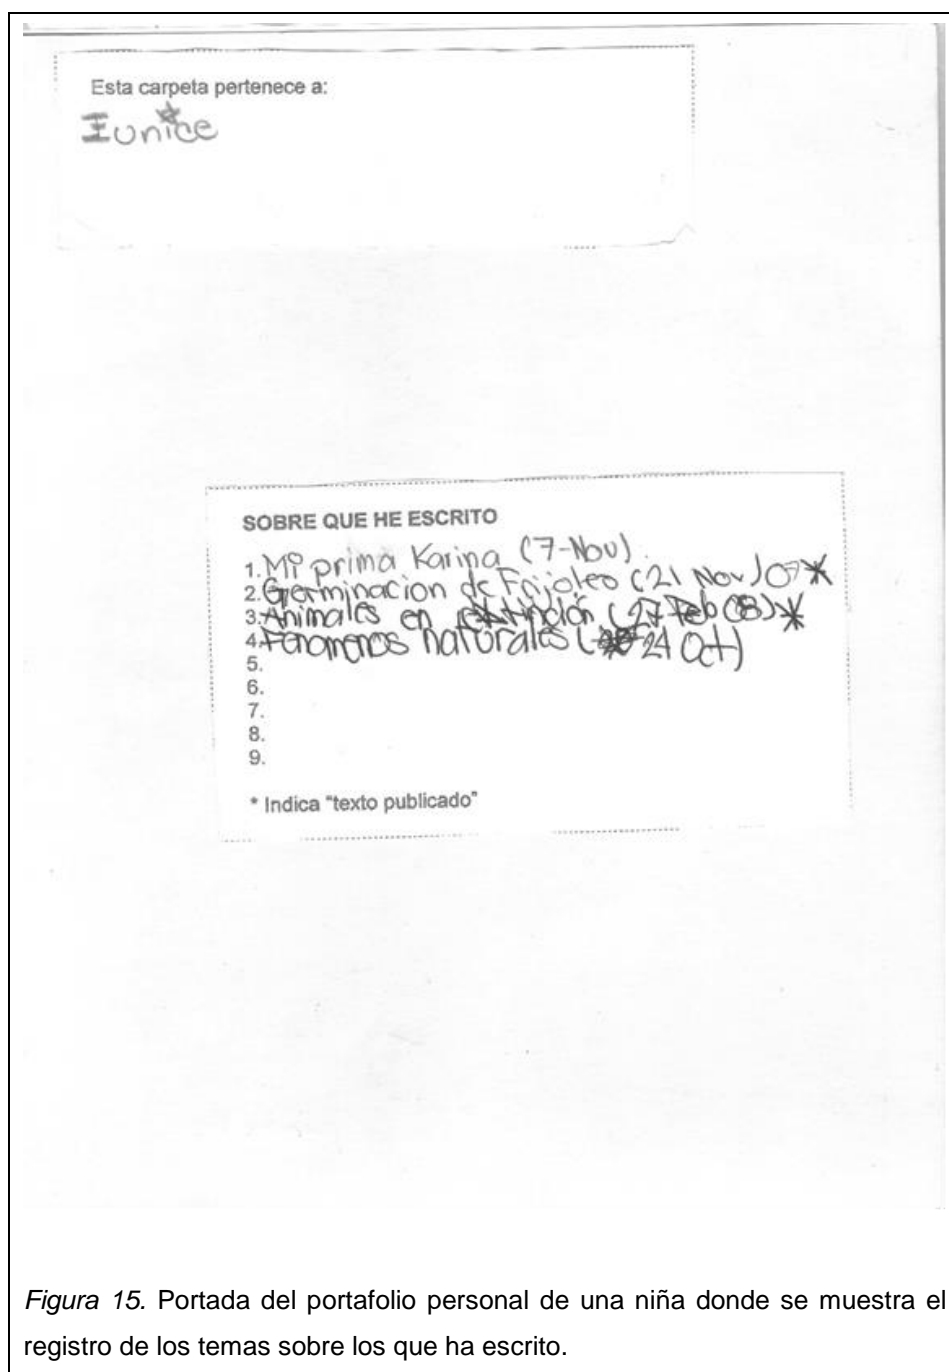 Esta carpeta pertenece a:
Eunice
SOBRE QUE HE ESCRITO
1. Mi prima Karina (7-Nov).
2. Germinacion de Frijoleo (21 Nov) 07*
3. Animales en extinción (27 Feb 08)*
4. Fenomenos naturales ( 24 Oct)
5.
6.
7.
8.
9.
* Indica "texto publicado"
Figura 15. Portada del portafolio personal de una niña donde se muestra el
registro de los temas sobre los que ha escrito.